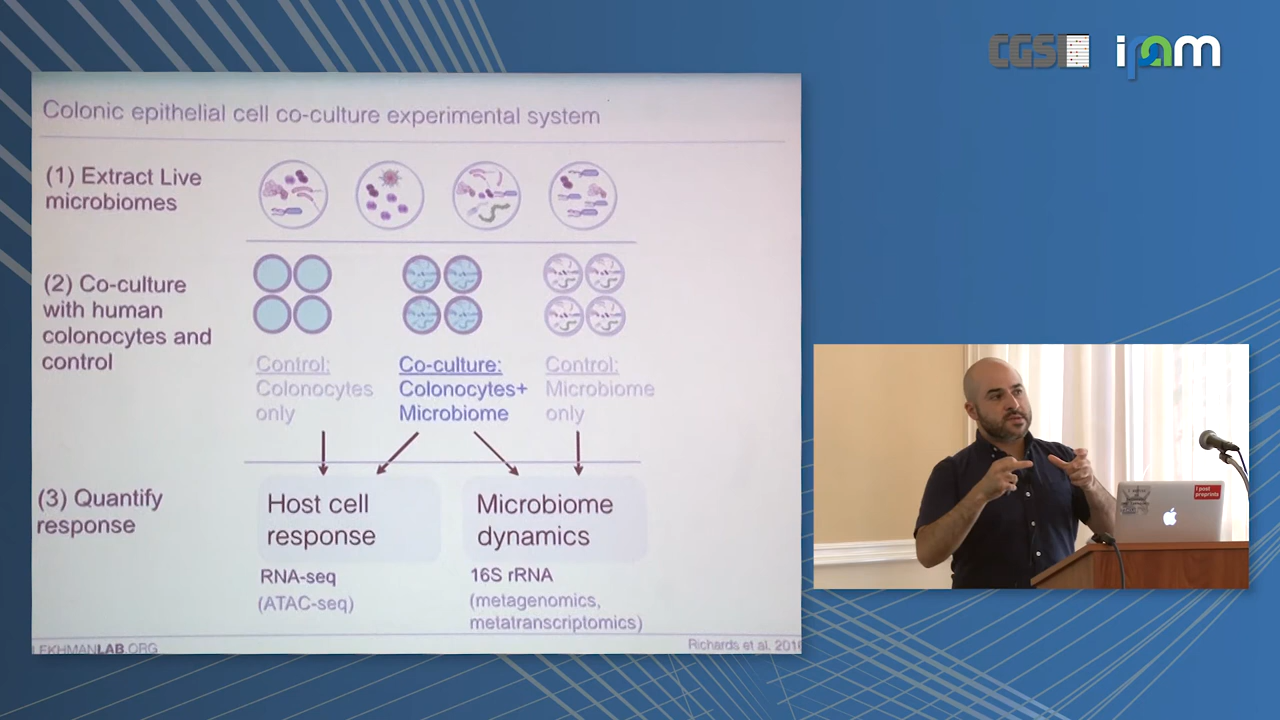 CGSI
ipam
Colonic epithelial cell co-culture experimental system
(1) Extract Live
microbiomes
(2) Co-culture
with human
colonocytes and
control
Control:
Colonocytes
only
Co-culture:
Colonocytes+
Microbiome
Control:
Microbiome
only
(3) Quantify
response
Host cell
response
Microbiome
dynamics
RNA-seq
(ATAC-seq)
16S rRNA
(metagenomics,
metatranscriptomics)
LEKHMANLAB.ORG
Richards et al. 201
I post
preprints